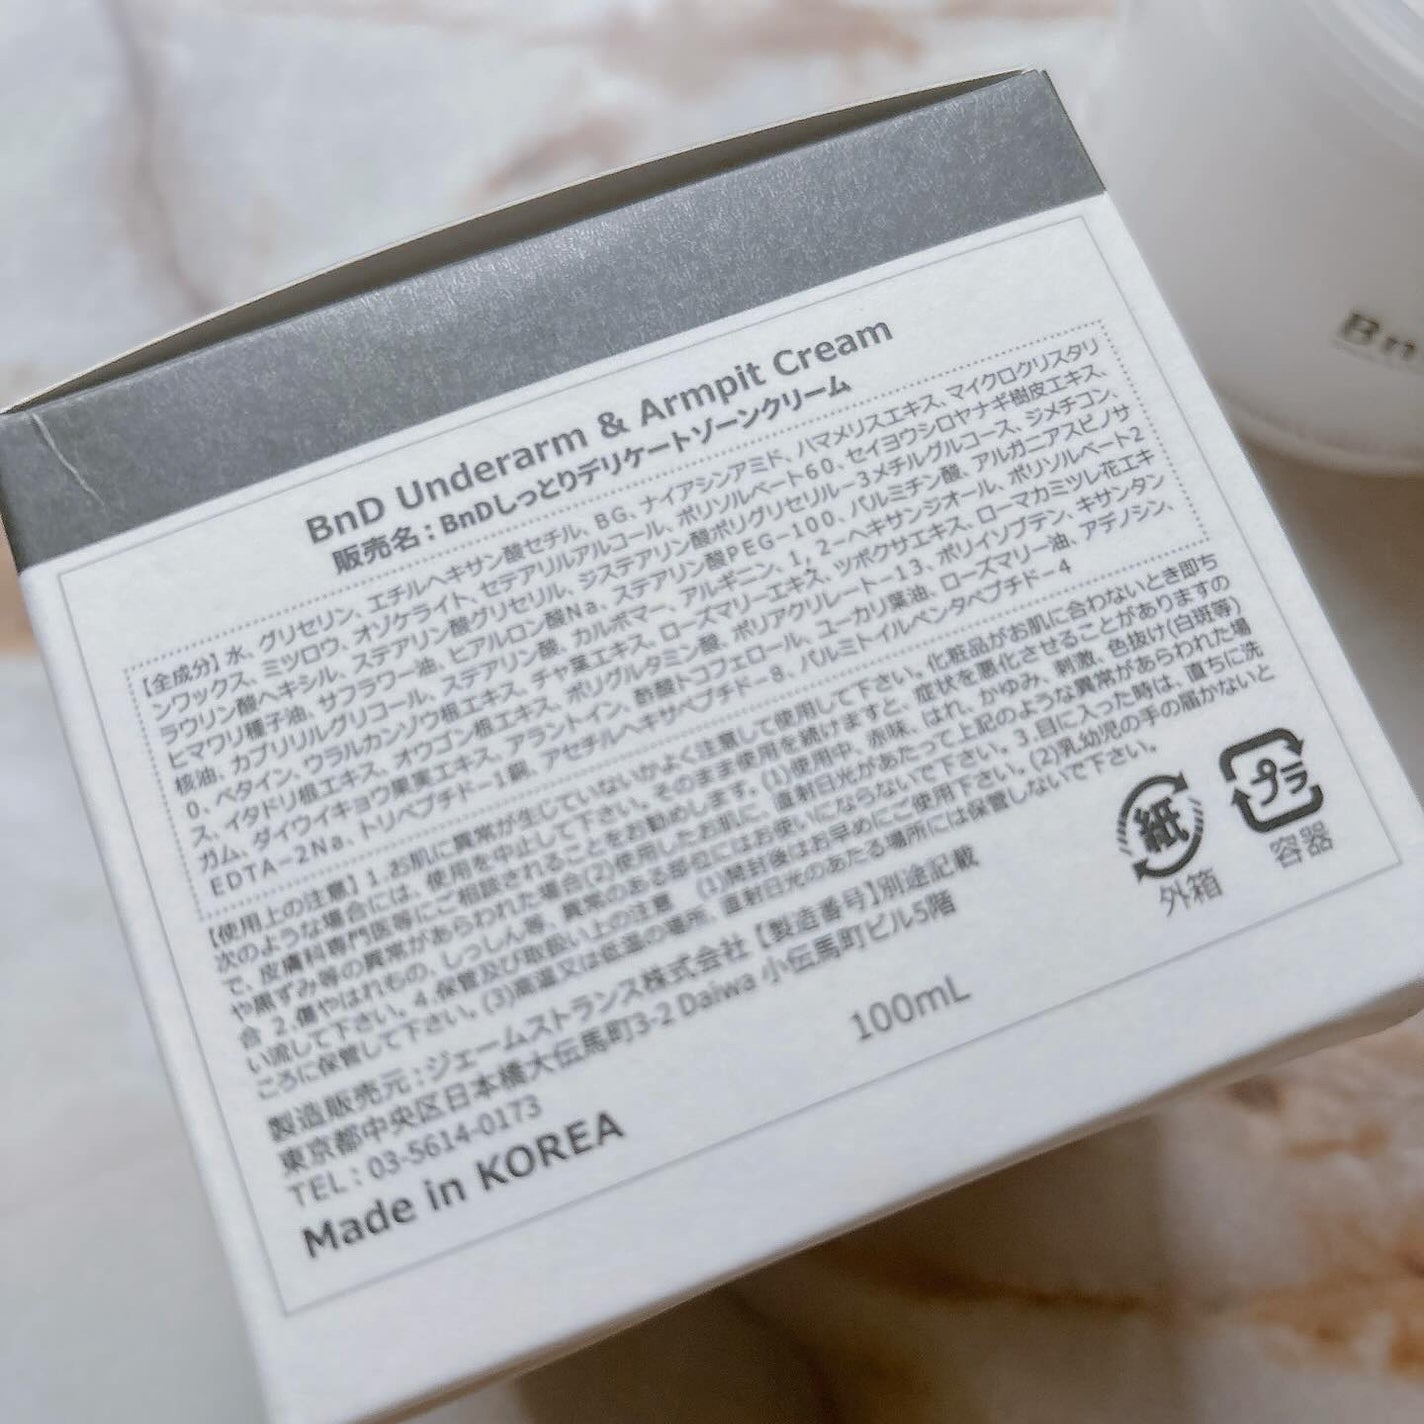 BnD Underarm & Armpit Cream
販売名：BnDしっとりデリケートゾーンクリーム
【全成分】水、グリセリン、エチルヘキサン酸セチル、BG、ナイアシンアミド、ハマメリスエキス、マイクロクリスタリ
ンワックス、ミツロウ、オゾケライト、セテアリルアルコール、ポリソルベート60、セイヨウシロヤナギ樹皮エキス、
ラウリン酸ヘキシル、ステアリン酸グリセリル、ジステアリン酸ポリグリセリル-3メチルグルコース、ジメチコン、
ヒマワリ種子油、サフラワー油、ヒアルロン酸Na、ステアリン酸PEG-100、パルミチン酸、アルガニアスピノサ
核油、カプリリルグリコール、ステアリン酸、カルボマー、アルギニン、1，2-ヘキサンジオール、ポリソルベート2
0、ベタイン、ウラルカンゾウ根エキス、チャ葉エキス、ローズマリーエキス、ツボクサエキス、ローマカミツレ花エキ
ス、イタドリ根エキス、オウゴン根エキス、ポリグルタミン酸、ポリアクリレート-13、ポリイソブテン、キサンタン
ガム、ダイウイキョウ果実エキス、アラントイン、酢酸トコフェロール、ユーカリ葉油、ローズマリー油、アデノシン、
EDTA-2Na、トリペプチド-1銅、アセチルヘキサペプチド-8、パルミトイルペンタペプチド-4
【使用上の注意】1.お肌に異常が生じていないかよく注意して使用して下さい。化粧品がお肌に合わないとき即ち
次のような場合には、使用を中止して下さい。そのまま使用を続けますと、症状を悪化させることがありますの
で、皮膚科専門医等にご相談されることをお勧めします。(1)使用中、赤味、はれ、かゆみ、刺激、色抜け(白斑等)
や黒ずみ等の異常があらわれた場合(2)使用したお肌に、直射日光があたって上記のような異常があらわれた場
合 2.傷やはれもの、しっしん等、異常のある部位にはお使いにならないで下さい。3.目に入った時は、直ちに洗
い流して下さい。4.保管及び取扱い上の注意 (1)開封後はお早めにご使用下さい。(2)乳幼児の手の届かないと
ころに保管して下さい。(3)高温又は低温の場所、直射日光のあたる場所には保管しないで下さい。
製造販売元：ジェームストランス株式会社【製造番号】別途記載
東京都中央区日本橋大伝馬町3-2 Daiwa 小伝馬町ビル5階
TEL：03-5614-0173
100mL
Made in KOREA
紙
外箱
プラ
容器
Bn